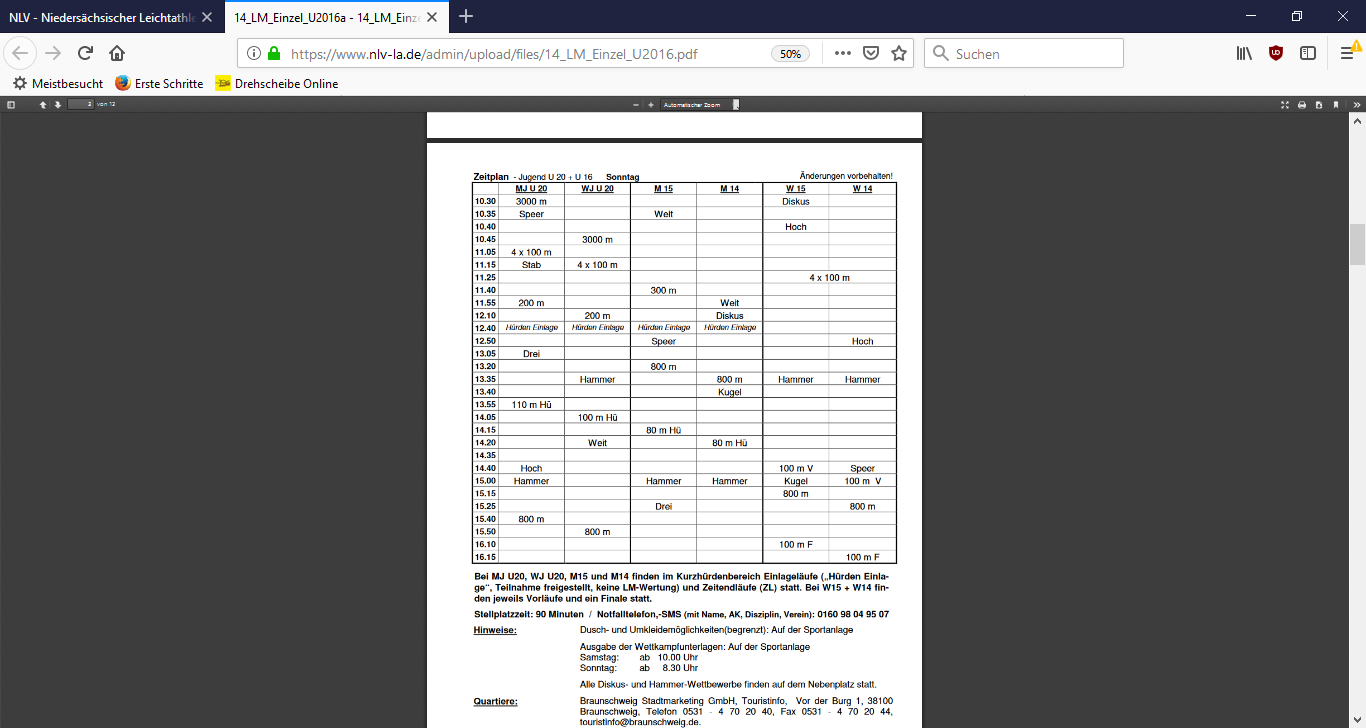 NLV - Niedersächsischer Leichtathle
14_LM_Einzel_U2016a - 14_LM_Einze
https://www.nlv-la.de/admin/upload/files/14_LM_Einzel_U2016.pdf
50%
Suchen
Meistbesucht Erste Schritte Drehscheibe Online
3 von 12 Automatischer Zoom
Zeitplan - Jugend U 20 + U 16 Sonntag Änderungen vorbehalten!
MJ U 20 WJ U 20 M 15 M 14 W 15 W 14
10.30 3000 m Diskus
10.35 Speer Weit
10.40 Hoch
10.45 3000 m
11.05 4 x 100 m
11.15 Stab 4 x 100 m
11.25 4 x 100 m
11.40 300 m
11.55 200 m Weit
12.10 200 m Diskus
12.40 Hürden Einlage Hürden Einlage Hürden Einlage Hürden Einlage
12.50 Speer Hoch
13.05 Drei
13.20 800 m
13.35 Hammer 800 m Hammer Hammer
13.40 Kugel
13.55 110 m Hü
14.05 100 m Hü
14.15 80 m Hü
14.20 Weit 80 m Hü
14.35
14.40 Hoch 100 m V Speer
15.00 Hammer Hammer Hammer Kugel 100 m V
15.15 800 m
15.25 Drei 800 m
15.40 800 m
15.50 800 m
16.10 100 m F
16.15 100 m F
Bei MJ U20, WJ U20, M15 und M14 finden im Kurzhürdenbereich Einlageläufe („Hürden Einla-
ge“, Teilnahme freigestellt, keine LM-Wertung) und Zeitendläufe (ZL) statt. Bei W15 + W14 fin-
den jeweils Vorläufe und ein Finale statt.
Stellplatzzeit: 90 Minuten / Notfalltelefon,-SMS (mit Name, AK, Disziplin, Verein): 0160 98 04 95 07
Hinweise: Dusch- und Umkleidemöglichkeiten(begrenzt): Auf der Sportanlage
Ausgabe der Wettkampfunterlagen: Auf der Sportanlage
Samstag: ab 10.00 Uhr
Sonntag: ab 8.30 Uhr
Alle Diskus- und Hammer-Wettbewerbe finden auf dem Nebenplatz statt.
Quartiere: Braunschweig Stadtmarketing GmbH, Touristinfo, Vor der Burg 1, 38100
Braunschweig, Telefon 0531 - 4 70 20 40, Fax 0531 - 4 70 20 44,
touristinfo@braunschweig.de.